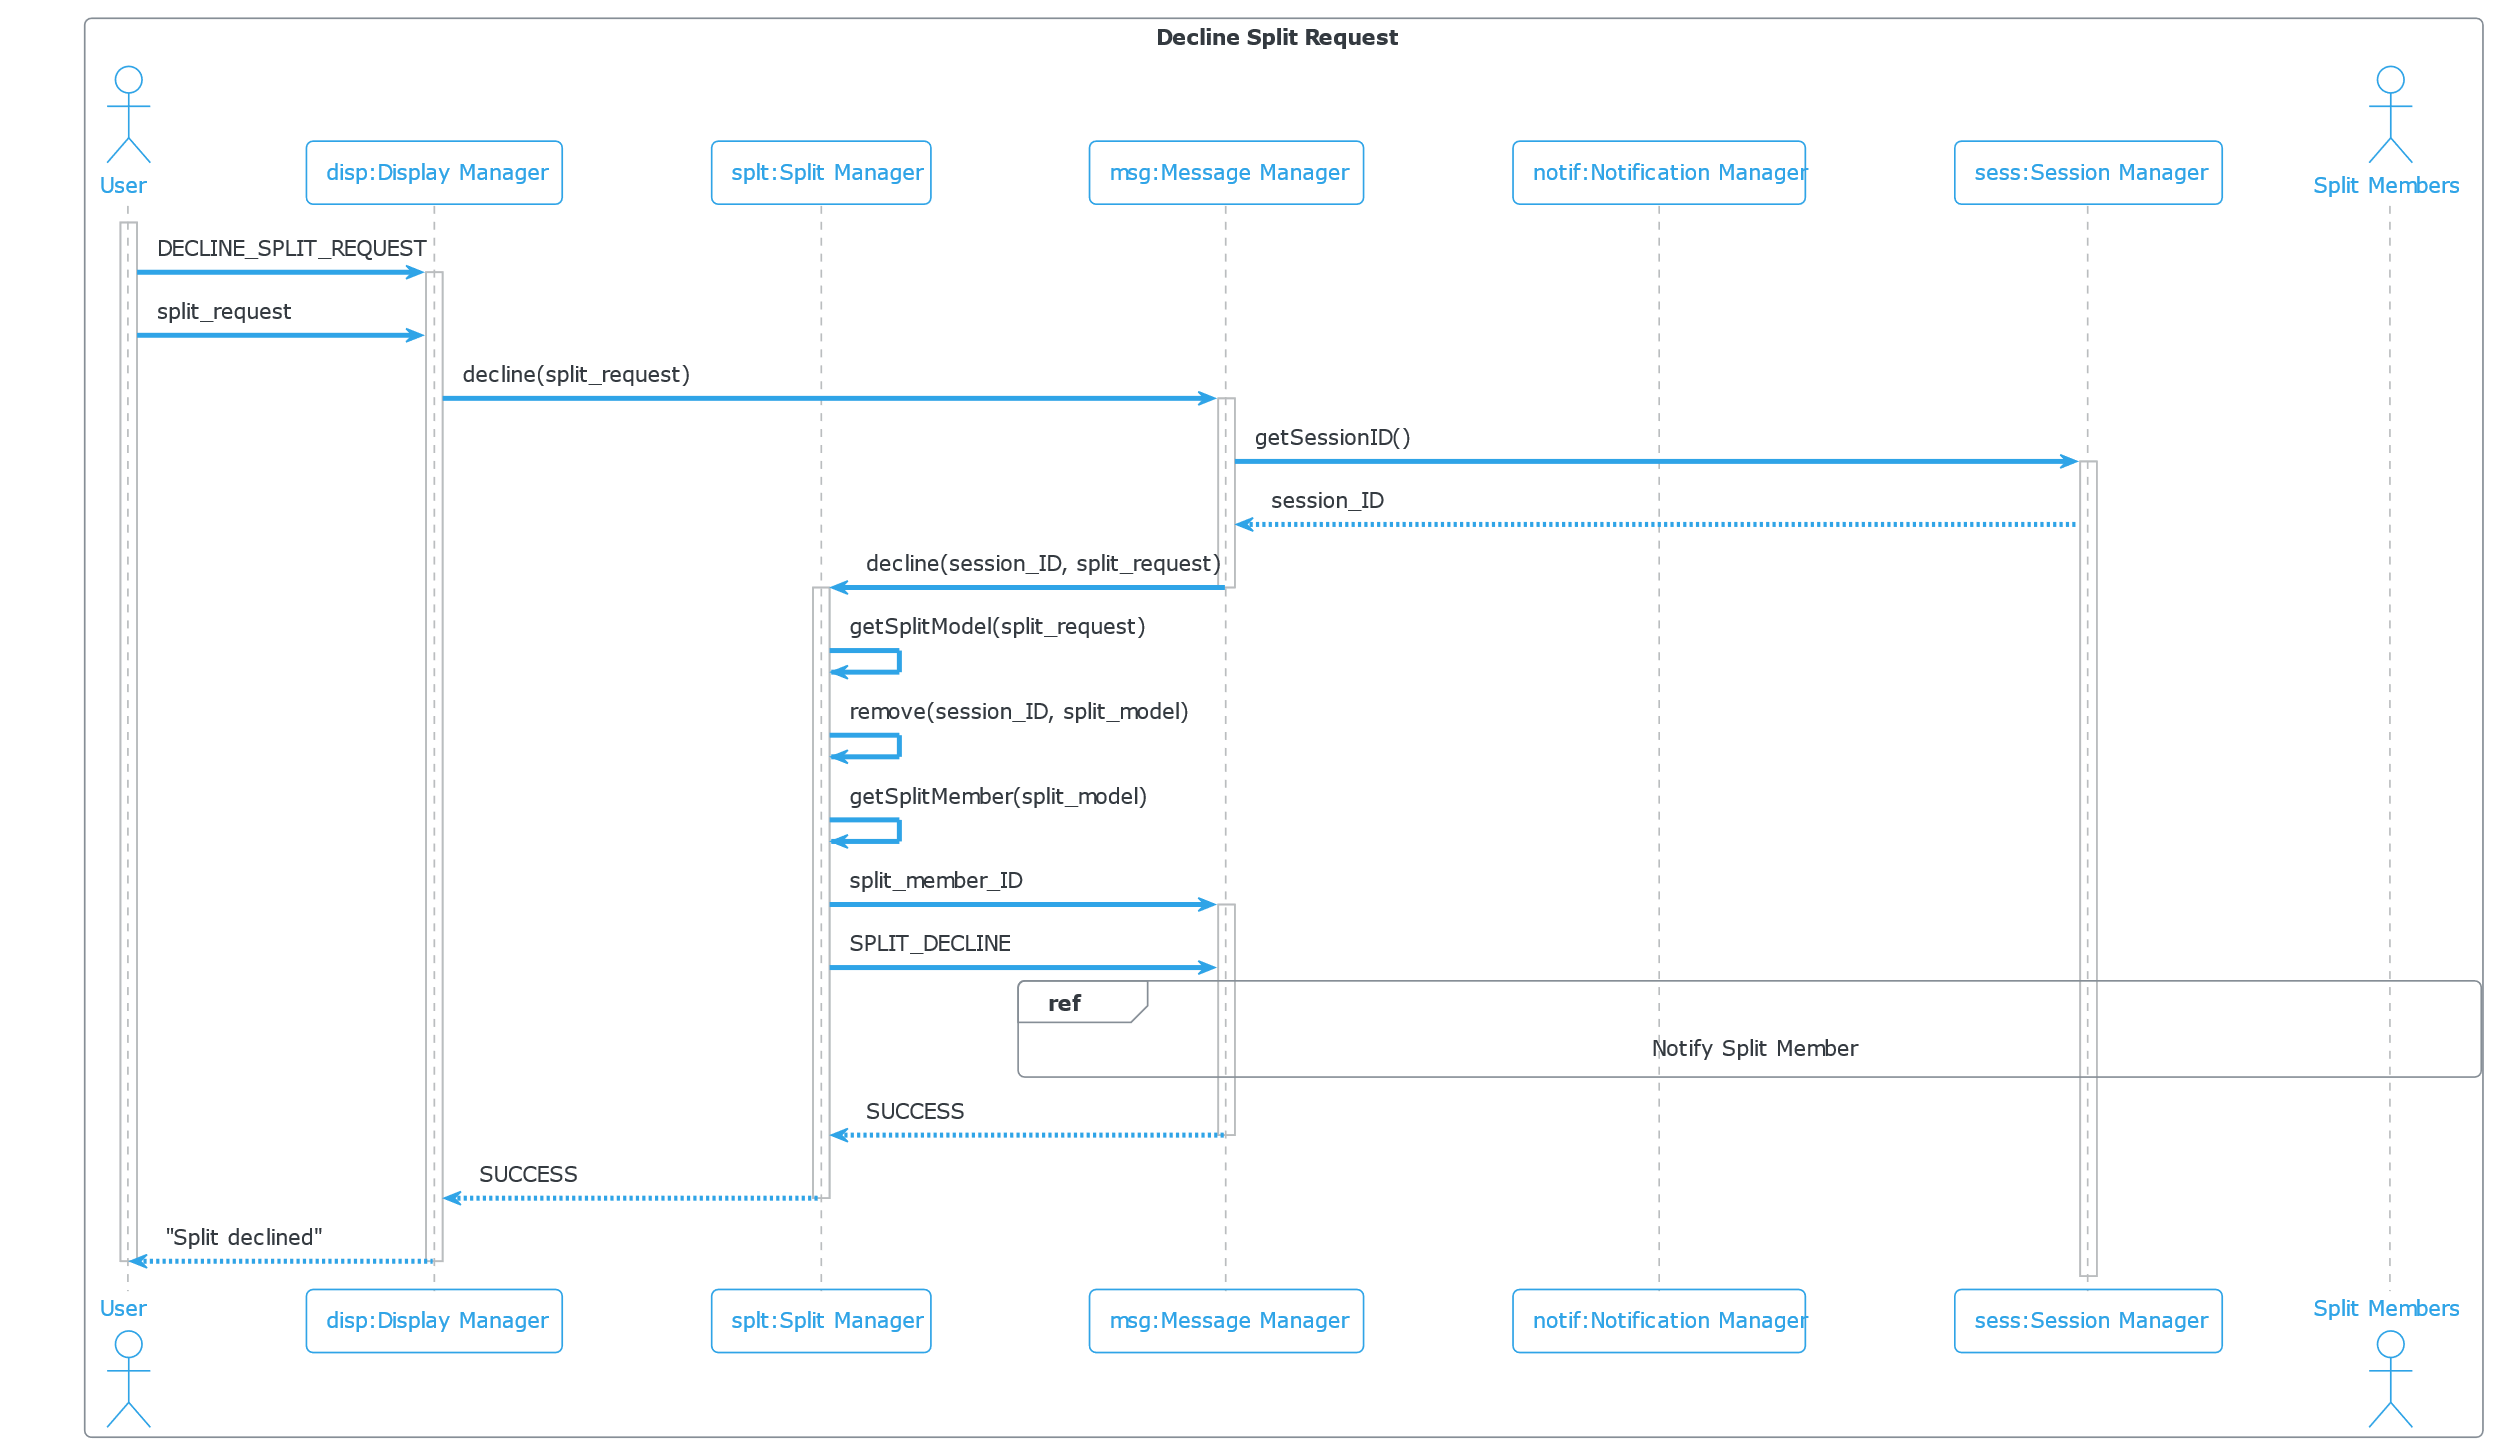 Decline Split Request
User
disp:Display Manager
splt:Split Manager
msg:Message Manager
notif:Notification Manager
sess:Session Manager
Split Members
DECLINE_SPLIT_REQUEST
split_request
decline(split_request)
getSessionID()
session_ID
decline(session_ID, split_request)
getSplitModel(split_request)
remove(session_ID, split_model)
getSplitMember(split_model)
split_member_ID
SPLIT_DECLINE
ref
Notify Split Member
SUCCESS
SUCCESS
"Split declined"
User
disp:Display Manager
splt:Split Manager
msg:Message Manager
notif:Notification Manager
sess:Session Manager
Split Members